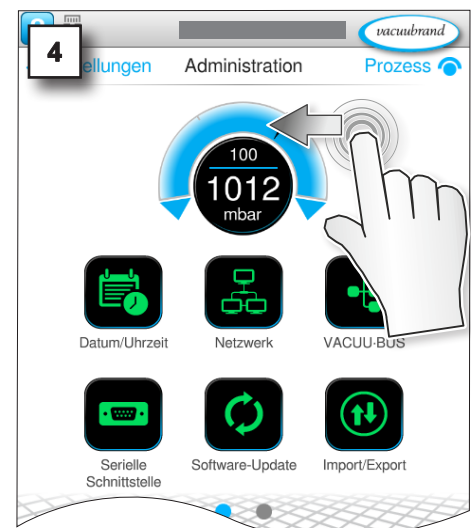 vacuubrand
4
ellungen Administration Prozess
100
1012
mbar
Datum/Uhrzeit Netzwerk VACUU-BUS
Serielle
Schnittstelle
Software-Update Import/Export